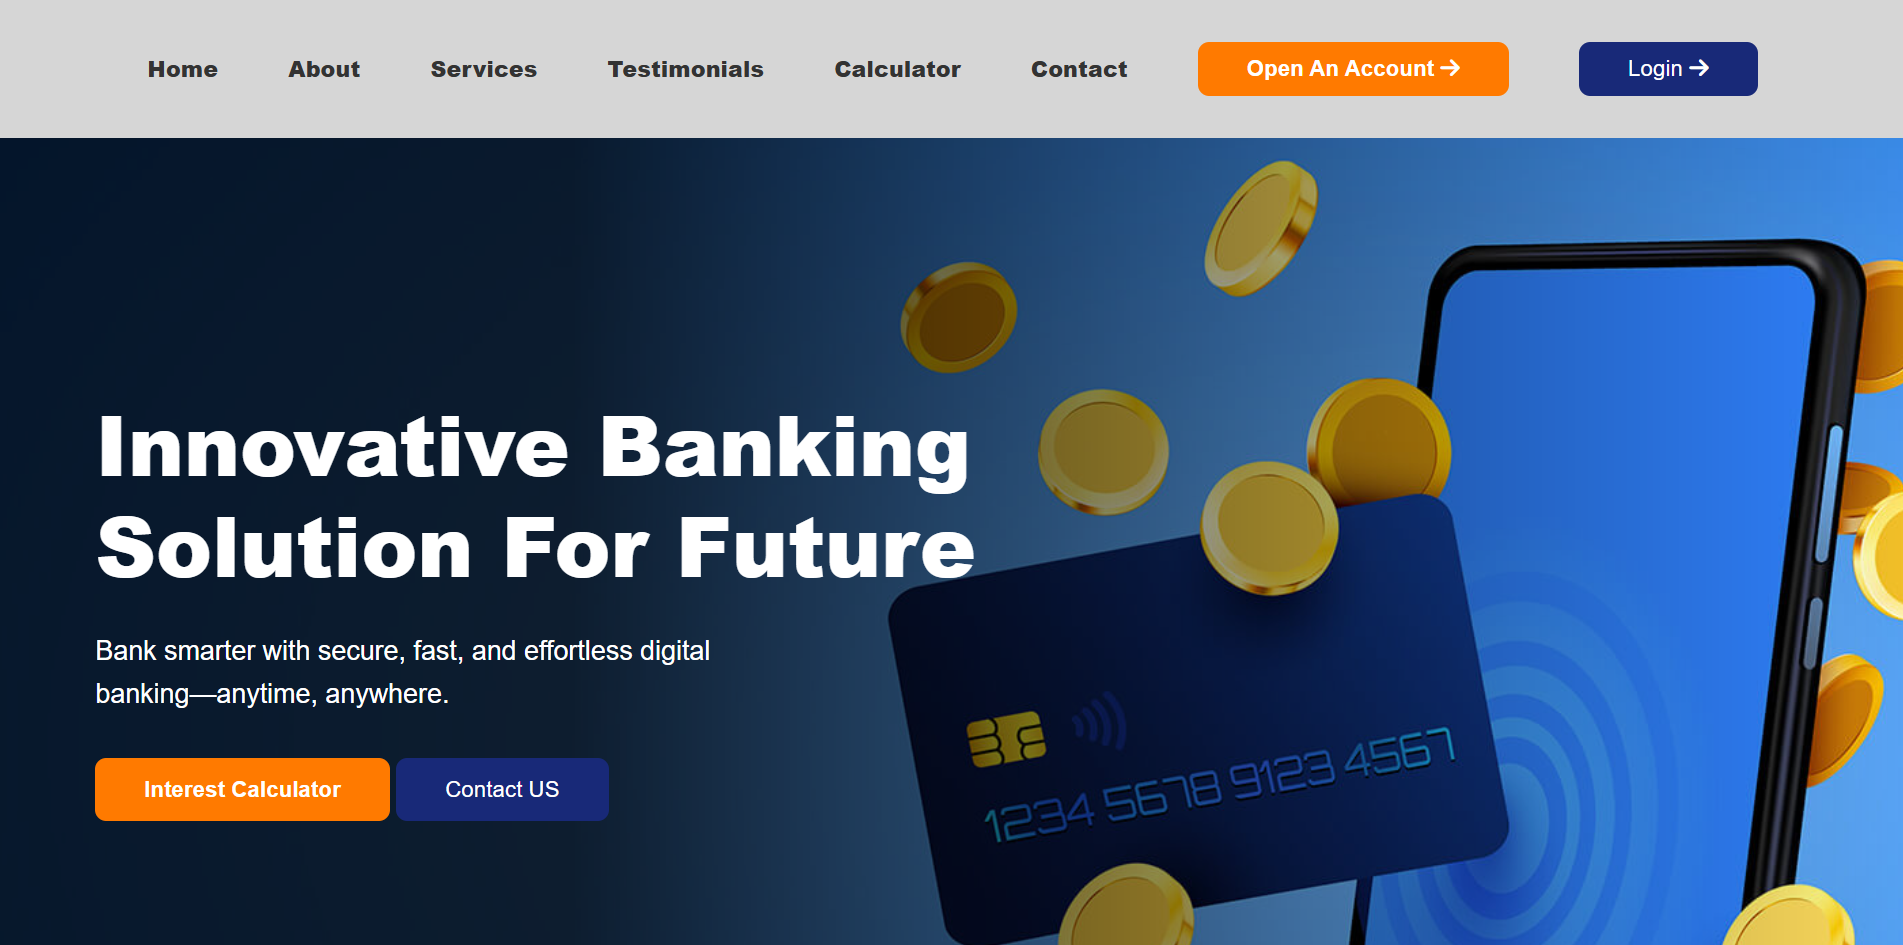 Home About Services Testimonials Calculator Contact Open An Account Login
Innovative Banking
Solution For Future
Bank smarter with secure, fast, and effortless digital
banking—anytime, anywhere.
Interest Calculator Contact US
1234 5678 9123 4567